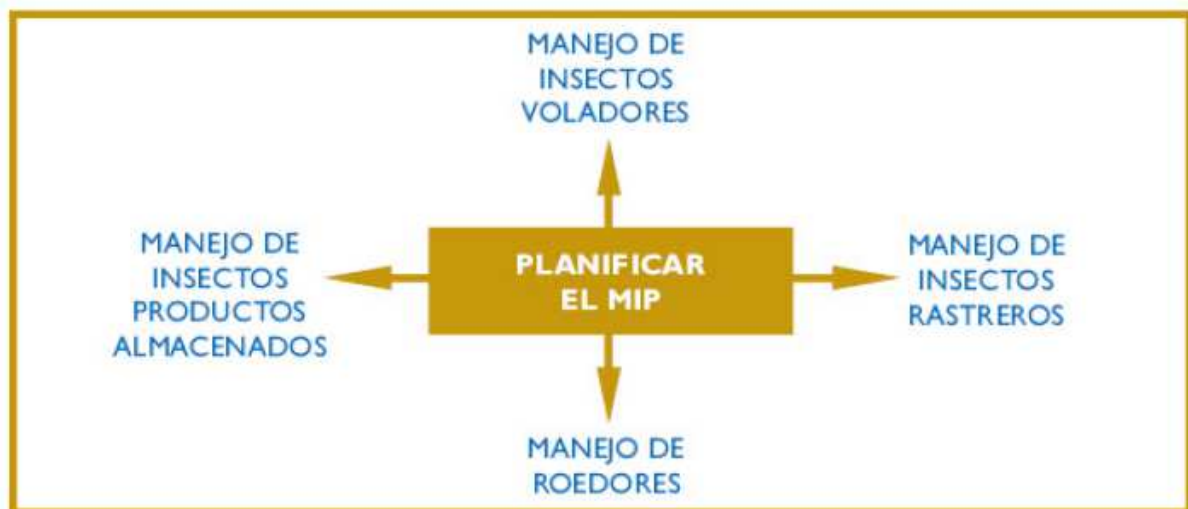 MANEJO DE
INSECTOS
VOLADORES
MANEJO DE
INSECTOS
PRODUCTOS
ALMACENADOS
PLANIFICAR
EL MIP
MANEJO DE
INSECTOS
RASTREROS
MANEJO DE
ROEDORES